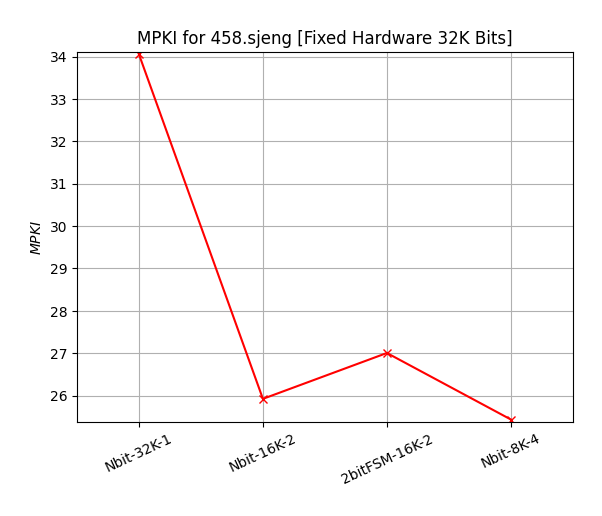 MPKI for 458.sjeng [Fixed Hardware 32K Bits]
34
33
32
31
30
29
28
27
26
MPKI
Nbit-32K-1
Nbit-16K-2
2bitFSM-16K-2
Nbit-8K-4